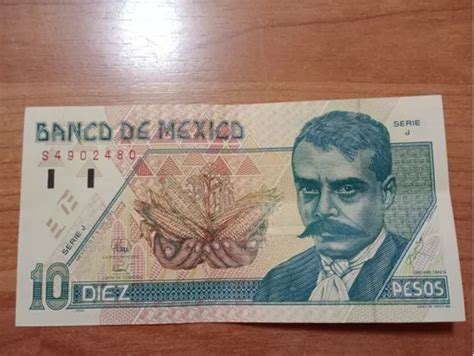 BANCO DE MEXICO
SERIE J
S4902480
SERIE J
10 DIEZ PESOS